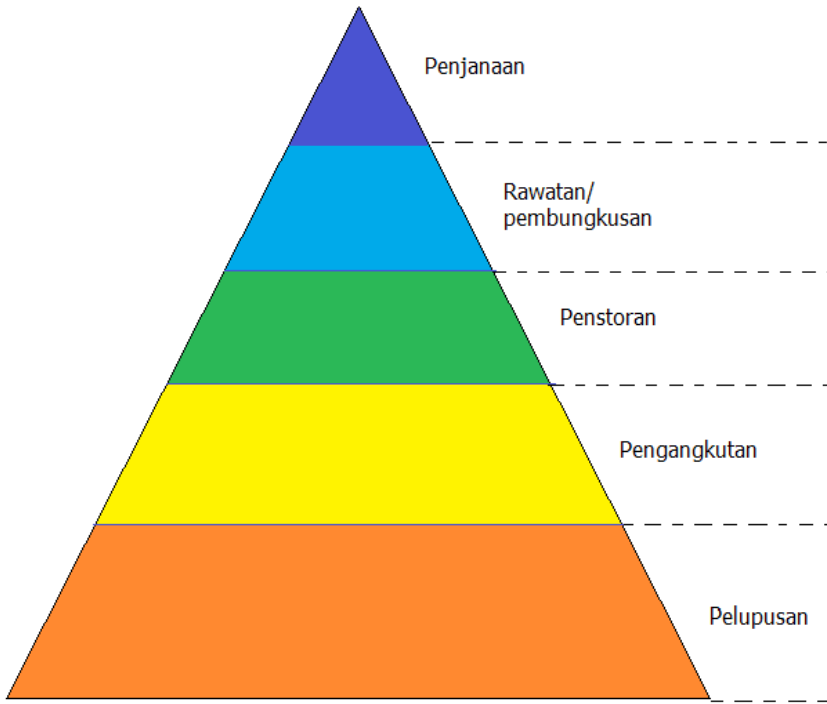 Penjanaan
Rawatan/
pembungkusan
Penstoran
Pengangkutan
Pelupusan